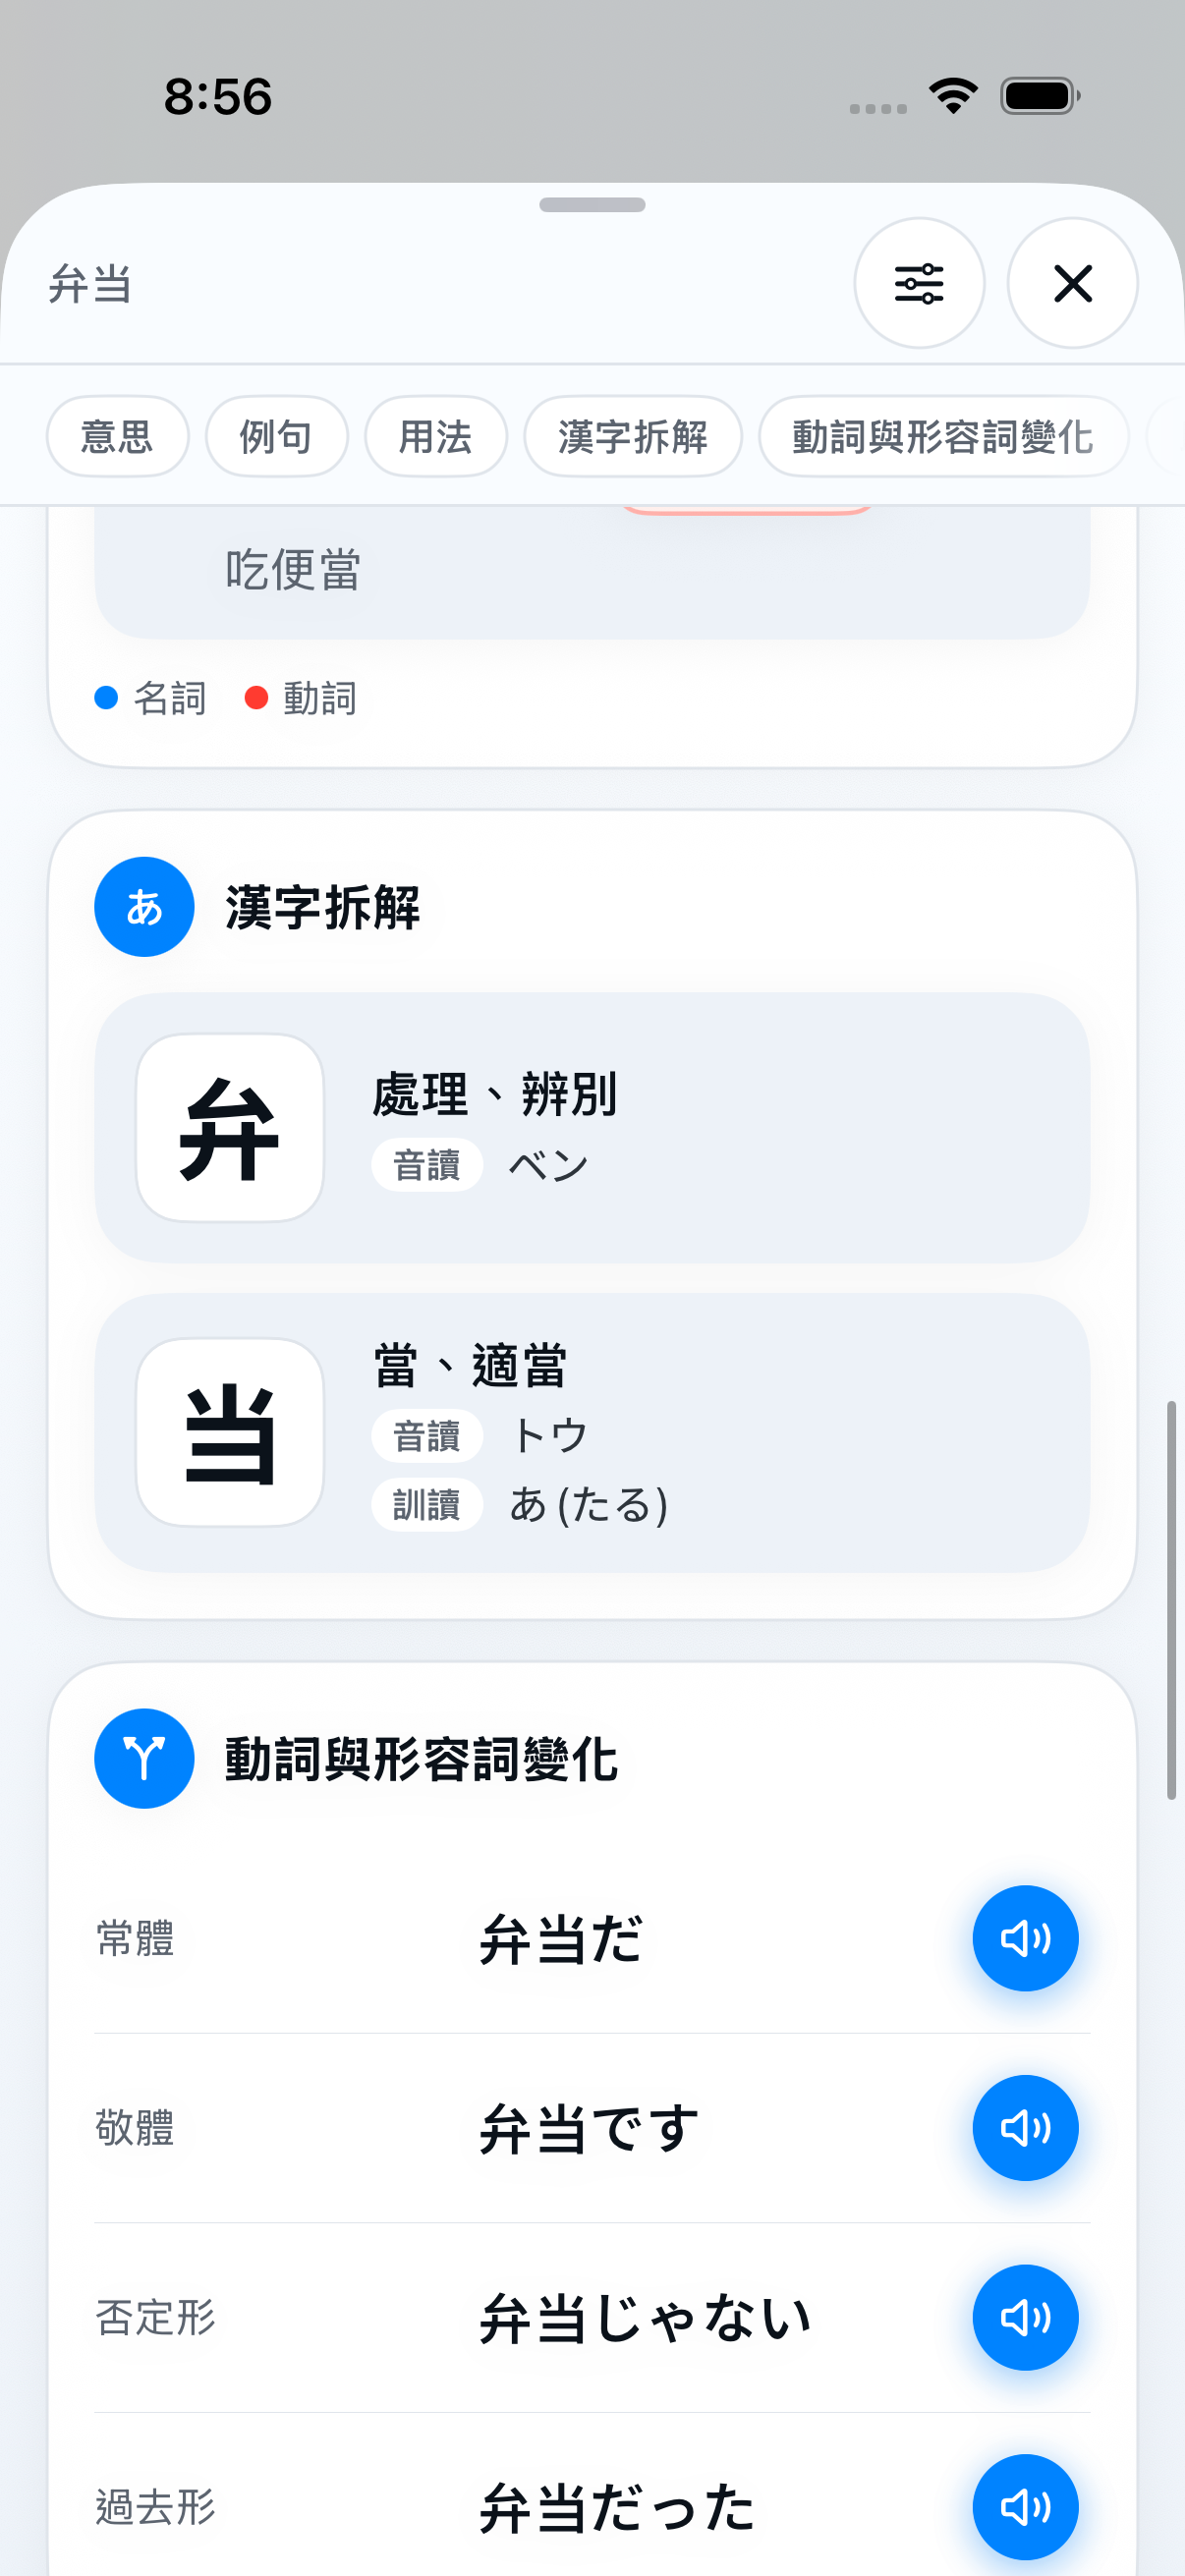 8:56
弁当
意思 例句 用法 漢字拆解 動詞與形容詞變化
吃便當
名詞 動詞
あ 漢字拆解
弁
處理、辨別
音讀 ベン
当
當、適當
音讀 トウ
訓讀 あ (たる)
動詞與形容詞變化
常體 弁当だ
敬體 弁当です
否定形 弁当じゃない
過去形 弁当だった